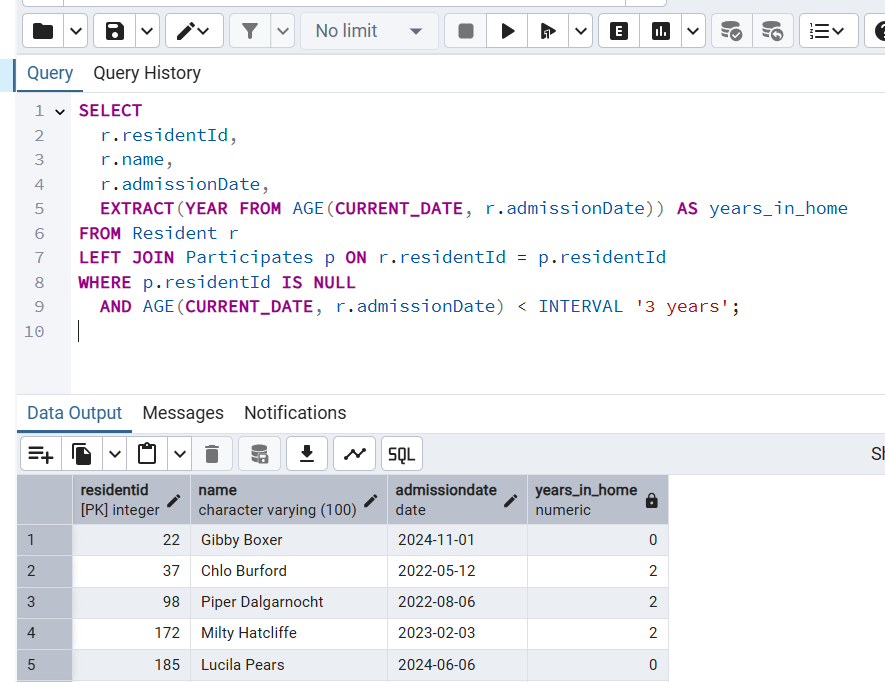 No limit
E
Query Query History
1 SELECT
2 r.residentId,
3 r.name,
4 r.admissionDate,
5 EXTRACT(YEAR FROM AGE(CURRENT_DATE, r.admissionDate)) AS years_in_home
6 FROM Resident r
7 LEFT JOIN Participates p ON r.residentId = p.residentId
8 WHERE p.residentId IS NULL
9 AND AGE(CURRENT_DATE, r.admissionDate) < INTERVAL '3 years';
10
Data Output Messages Notifications
SQL
residentid name admissiondate years_in_home
[PK] integer character varying (100) date numeric
1 22 Gibby Boxer 2024-11-01 0
2 37 Chlo Burford 2022-05-12 2
3 98 Piper Dalgarnocht 2022-08-06 2
4 172 Milty Hatcliffe 2023-02-03 2
5 185 Lucila Pears 2024-06-06 0